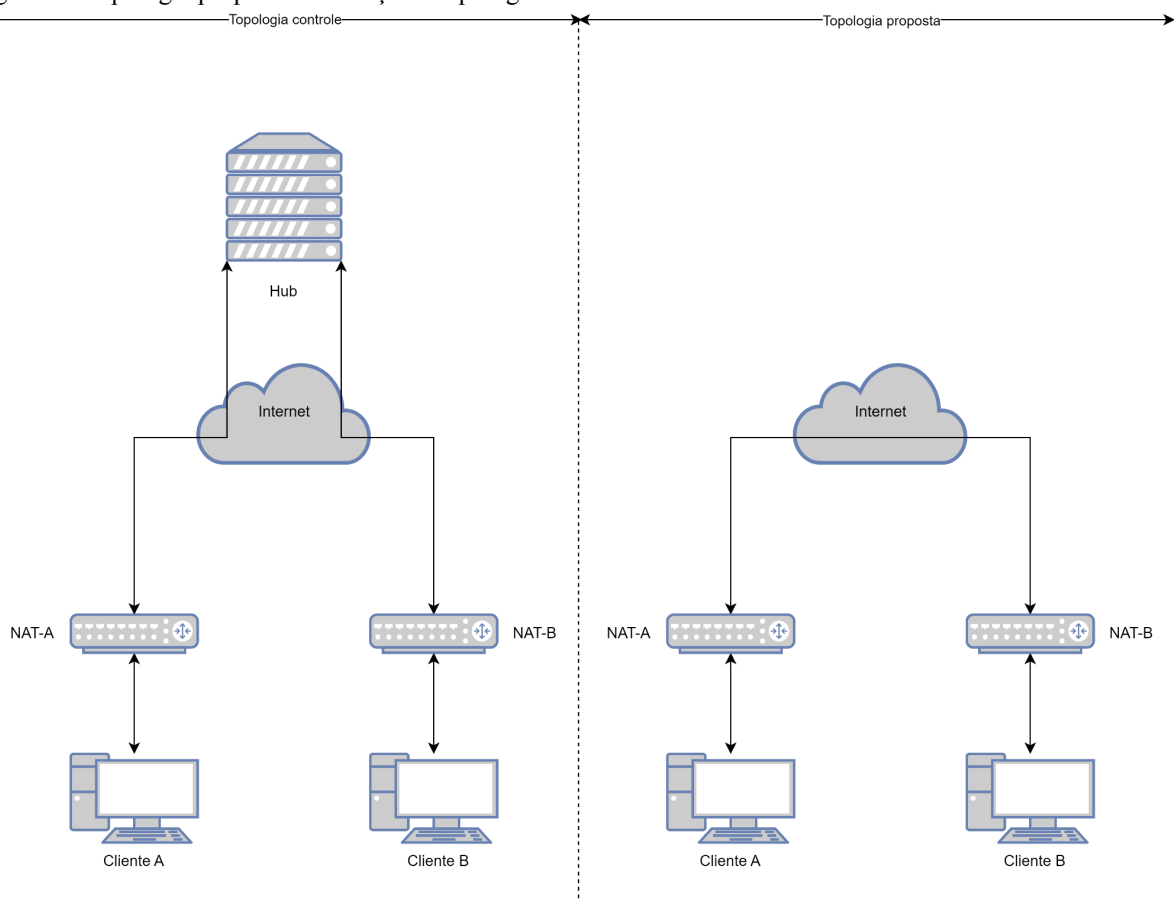 Topologia controle
Topologia proposta
Hub
Internet
Internet
NAT-A
NAT-B
NAT-A
NAT-B
Cliente A
Cliente B
Cliente A
Cliente B